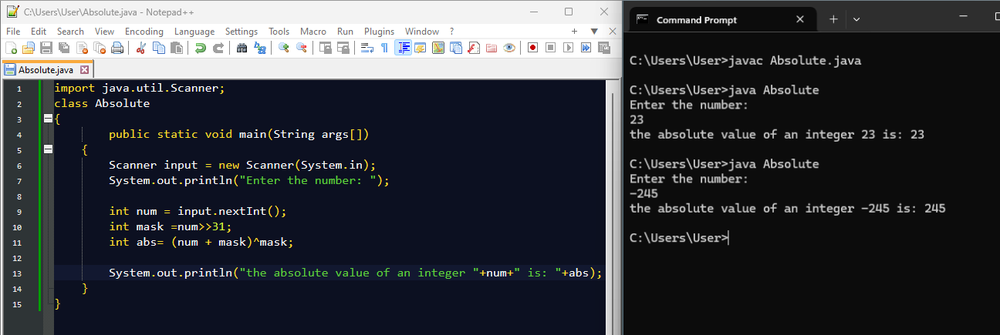 C:\Users\User\Absolute.java - Notepad++
File Edit Search View Encoding Language Settings Tools Macro Run Plugins Window ? + ▼ ✕
Absolute.java
1 import java.util.Scanner;
2 class Absolute
3 {
4 public static void main(String args[])
5 {
6 Scanner input = new Scanner(System.in);
7 System.out.println("Enter the number: ");
8
9 int num = input.nextInt();
10 int mask =num>>31;
11 int abs= (num + mask)^mask;
12
13 System.out.println("the absolute value of an integer "+num+" is: "+abs);
14 }
15 }
Command Prompt
C:\Users\User>javac Absolute.java
C:\Users\User>java Absolute
Enter the number:
23
the absolute value of an integer 23 is: 23
C:\Users\User>java Absolute
Enter the number:
-245
the absolute value of an integer -245 is: 245
C:\Users\User>